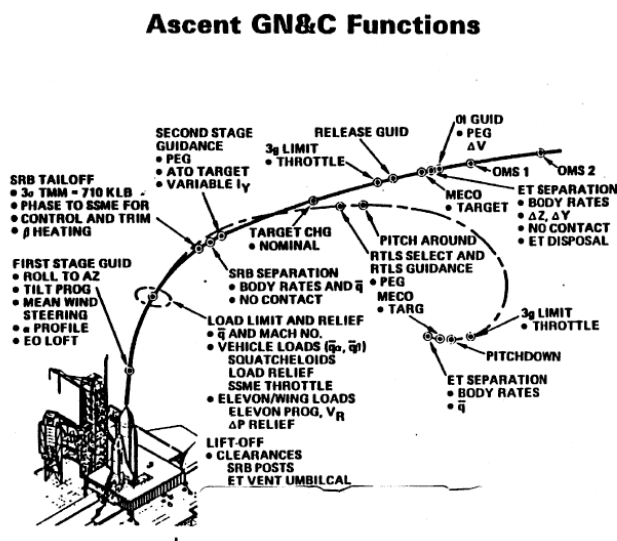 Ascent GN&C Functions
SRB TAILOFF
• 3σ TMM = 710 KLB
• PHASE TO SSME FOR
• CONTROL AND TRIM
• β HEATING
FIRST STAGE GUID
• ROLL TO AZ
• TILT PROG
• MEAN WIND
STEERING
• α PROFILE
• EO LOFT
SECOND STAGE
GUIDANCE
• PEG
• ATO TARGET
• VARIABLE IY
3g LIMIT
• THROTTLE
RELEASE GUID
OI GUID
• PEG
ΔV
OMS 1
OMS 2
MECO
• TARGET
ET SEPARATION
• BODY RATES
• ΔZ, ΔY
• NO CONTACT
• ET DISPOSAL
TARGET CHG
• NOMINAL
PITCH AROUND
RTLS SELECT AND
RTLS GUIDANCE
• PEG
SRB SEPARATION
• BODY RATES AND q̅
• NO CONTACT
MECO
• TARG
3g LIMIT
• THROTTLE
PITCHDOWN
ET SEPARATION
• BODY RATES
• q̅
LOAD LIMIT AND RELIEF
• q̅ AND MACH NO.
• VEHICLE LOADS (q̅α, q̅β)
SQUATCHELOIDS
LOAD RELIEF
SSME THROTTLE
• ELEVON/WING LOADS
ELEVON PROG, VR
ΔP RELIEF
LIFT-OFF
• CLEARANCES
SRB POSTS
ET VENT UMBILCAL